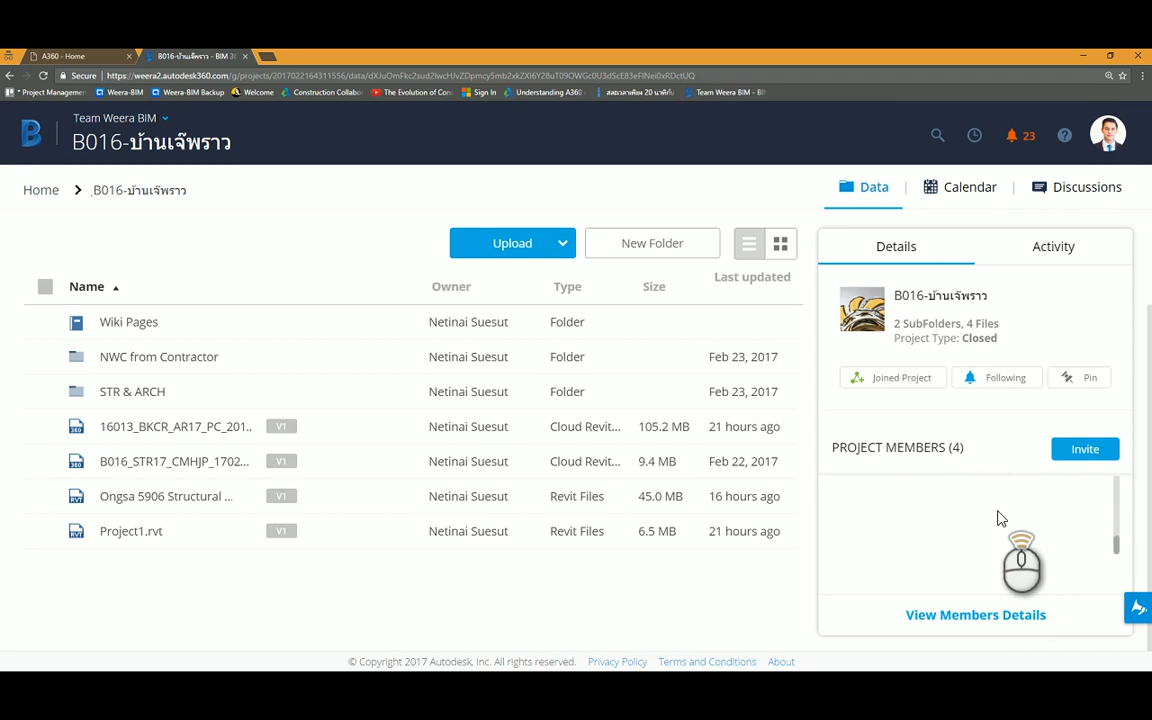 A360 - Home
B016-บ้านเจ๊พราว - BIM 36
Secure
* Project Managemen
Weera-BIM
Weera-BIM Backup
Welcome
Construction Collabo
The Evolution of Con
Sign In
Understanding A360
Team Weera BIM - BI
Team Weera BIM
B
B016-บ้านเจ๊พราว
23
Home
B016-บ้านเจ๊พราว
Data
Calendar
Discussions
Upload
New Folder
Name
Owner
Type
Size
Last updated
Wiki Pages
Netinai Suesut
Folder
NWC from Contractor
Netinai Suesut
Folder
Feb 23, 2017
STR & ARCH
Netinai Suesut
Folder
Feb 23, 2017
16013_BKCR_AR17_PC_201..
V1
Netinai Suesut
Cloud Revit...
105.2 MB
21 hours ago
B016_STR17_CMHJP_1702...
V1
Netinai Suesut
Cloud Revit...
9.4 MB
Feb 22, 2017
Ongsa 5906 Structural ...
V1
Netinai Suesut
Revit Files
45.0 MB
16 hours ago
Project1.rvt
V1
Netinai Suesut
Revit Files
6.5 MB
21 hours ago
Details
Activity
B016-บ้านเจ๊พราว
2 SubFolders, 4 Files
Project Type: Closed
Joined Project
Following
Pin
PROJECT MEMBERS (4)
Invite
View Members Details
© Copyright 2017 Autodesk, Inc. All rights reserved.
Privacy Policy
Terms and Conditions
About